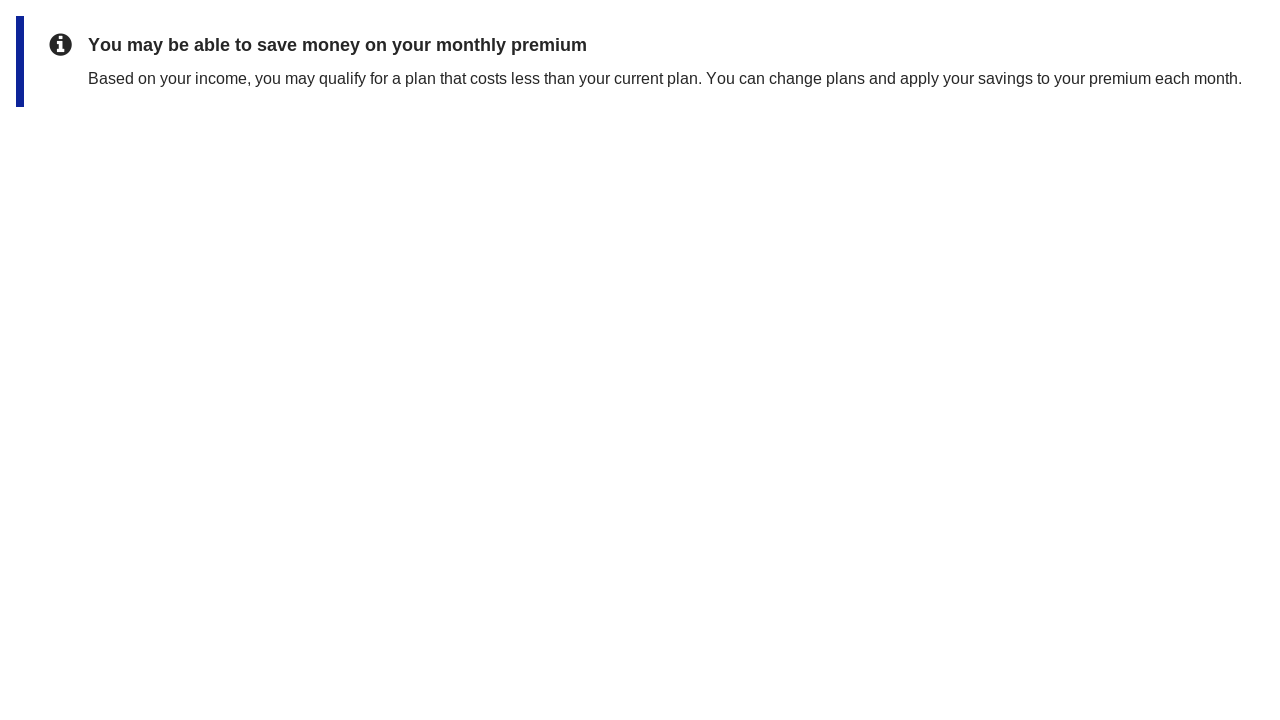 You may be able to save money on your monthly premium
Based on your income, you may qualify for a plan that costs less than your current plan. You can change plans and apply your savings to your premium each month.